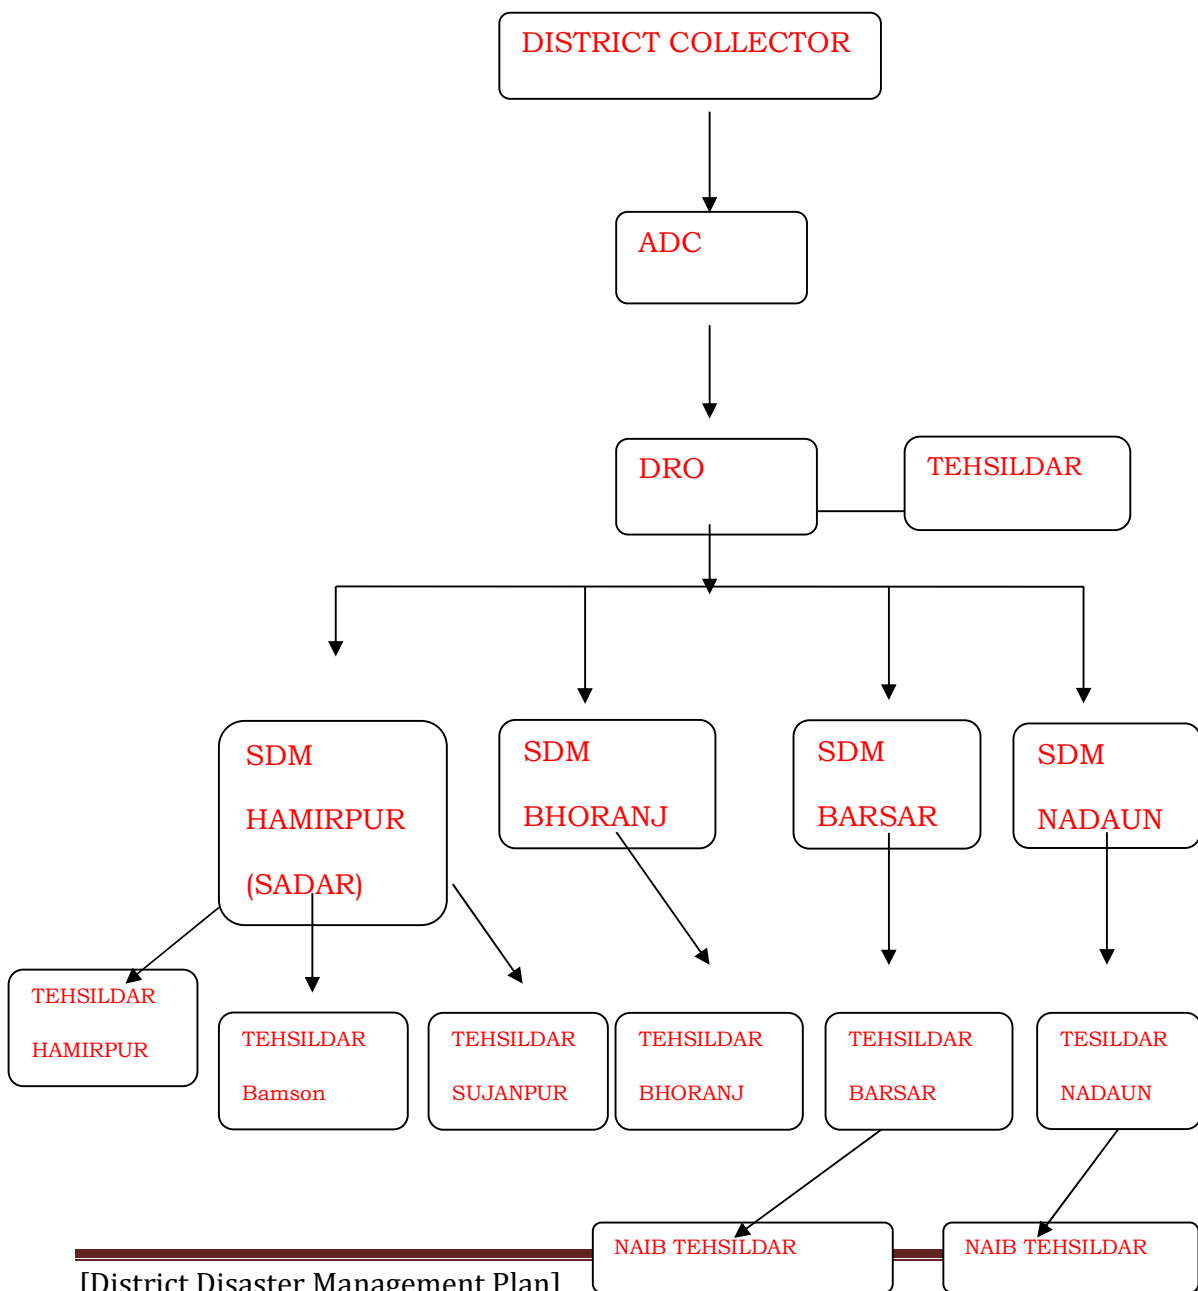 DISTRICT COLLECTOR
ADC
DRO
TEHSILDAR
SDM
HAMIRPUR
(SADAR)
SDM
BHORANJ
SDM
BARSAR
SDM
NADAUN
TEHSILDAR
HAMIRPUR
TEHSILDAR
Bamson
TEHSILDAR
SUJANPUR
TEHSILDAR
BHORANJ
TEHSILDAR
BARSAR
TESILDAR
NADAUN
NAIB TEHSILDAR
NAIB TEHSILDAR
[District Disaster Management Plan]